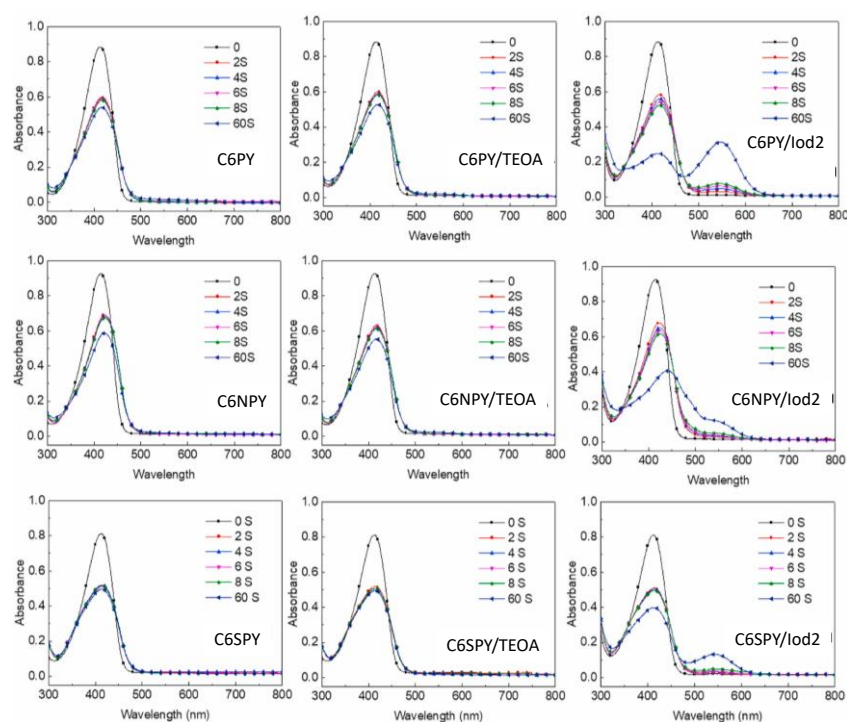 1.0
0.8
0.6
0.4
0.2
0.0
Absorbance
300 400 500 600 700 800
Wavelength
0
2S
4S
6S
8S
60S
C6PY
1.0
0.8
0.6
0.4
0.2
0.0
Absorbance
300 400 500 600 700 800
Wavelength
0
2S
4S
6S
8S
60S
C6PY/TEOA
1.0
0.8
0.6
0.4
0.2
0.0
Absorbance
300 400 500 600 700 800
Wavelength
0
2S
4S
6S
8S
60S
C6PY/Iod2
1.0
0.8
0.6
0.4
0.2
0.0
Absorbance
300 400 500 600 700 800
Wavelength
0
2S
4S
6S
8S
60S
C6NPY
1.0
0.8
0.6
0.4
0.2
0.0
Absorbance
300 400 500 600 700 800
Wavelength
0
2S
4S
6S
8S
60S
C6NPY/TEOA
1.0
0.8
0.6
0.4
0.2
0.0
Absorbance
300 400 500 600 700 800
Wavelength
0
2S
4S
6S
8S
60S
C6NPY/Iod2
1.0
0.8
0.6
0.4
0.2
0.0
Absorbance
300 400 500 600 700 800
Wavelength (nm)
0 S
2 S
4 S
6 S
8 S
60 S
C6SPY
1.0
0.8
0.6
0.4
0.2
0.0
Absorbance
300 400 500 600 700 800
Wavelength (nm)
0 S
2 S
4 S
6 S
8 S
60 S
C6SPY/TEOA
1.0
0.8
0.6
0.4
0.2
0.0
Absorbance
300 400 500 600 700 800
Wavelength (nm)
0 S
2 S
4 S
6 S
8 S
60 S
C6SPY/Iod2